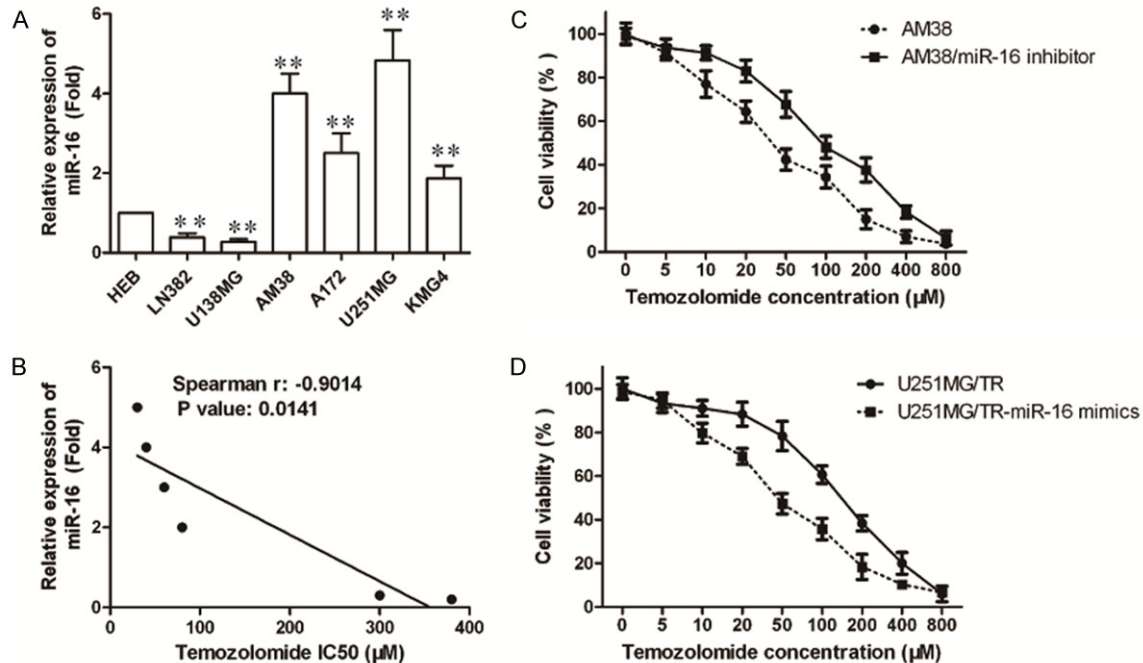 A
Relative expression of
miR-16 (Fold)
6
4
2
0
**
**
**
**
**
**
HEB
LN382
U138MG
AM38
A172
U251MG
KMG4
C
Cell viability (% )
100
80
60
40
20
0
AM38
AM38/miR-16 inhibitor
0 5 10 20 50 100 200 400 800
Temozolomide concentration (μM)
B
Relative expression of
miR-16 (Fold)
6
4
2
0
Spearman r: -0.9014
P value: 0.0141
0 100 200 300 400
Temozolomide IC50 (μM)
D
Cell viability (% )
100
80
60
40
20
0
U251MG/TR
U251MG/TR-miR-16 mimics
0 5 10 20 50 100 200 400 800
Temozolomide concentration (μM)